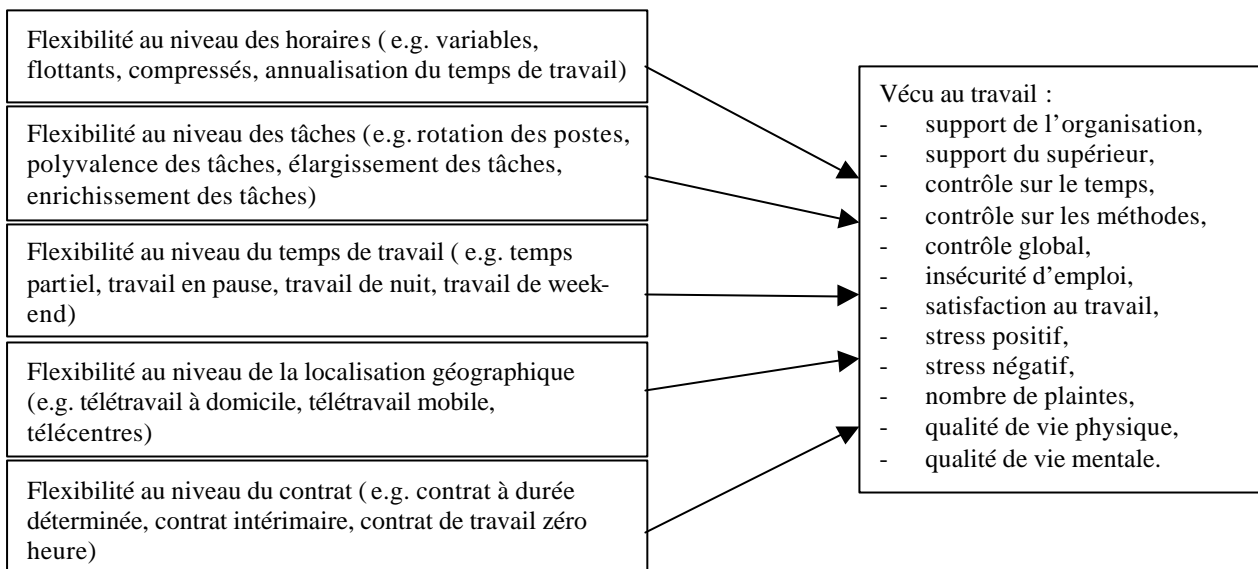 Flexibilité au niveau des horaires ( e.g. variables,
flottants, compressés, annualisation du temps de travail)
Flexibilité au niveau des tâches (e.g. rotation des postes,
polyvalence des tâches, élargissement des tâches,
enrichissement des tâches)
Flexibilité au niveau du temps de travail ( e.g. temps
partiel, travail en pause, travail de nuit, travail de week-
end)
Flexibilité au niveau de la localisation géographique
(e.g. télétravail à domicile, télétravail mobile,
télécentres)
Flexibilité au niveau du contrat ( e.g. contrat à durée
déterminée, contrat intérimaire, contrat de travail zéro
heure)
Vécu au travail :
- support de l’organisation,
- support du supérieur,
- contrôle sur le temps,
- contrôle sur les méthodes,
- contrôle global,
- insécurité d’emploi,
- satisfaction au travail,
- stress positif,
- stress négatif,
- nombre de plaintes,
- qualité de vie physique,
- qualité de vie mentale.